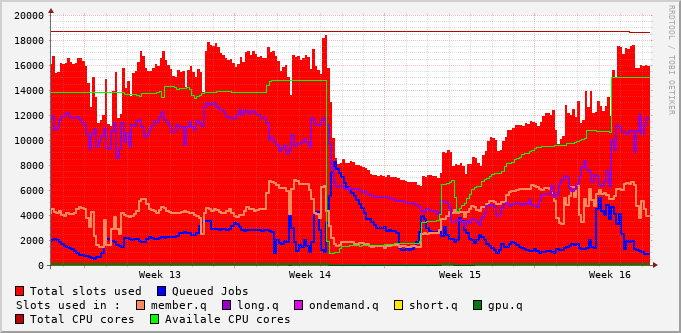 20000
18000
16000
14000
12000
10000
8000
6000
4000
2000
0
Week 13 Week 14 Week 15 Week 16
Total slots used Queued Jobs
Slots used in : member.q long.q ondemand.q short.q gpu.q
Total CPU cores Availale CPU cores
RRDTOOL / TOBI OETIKER